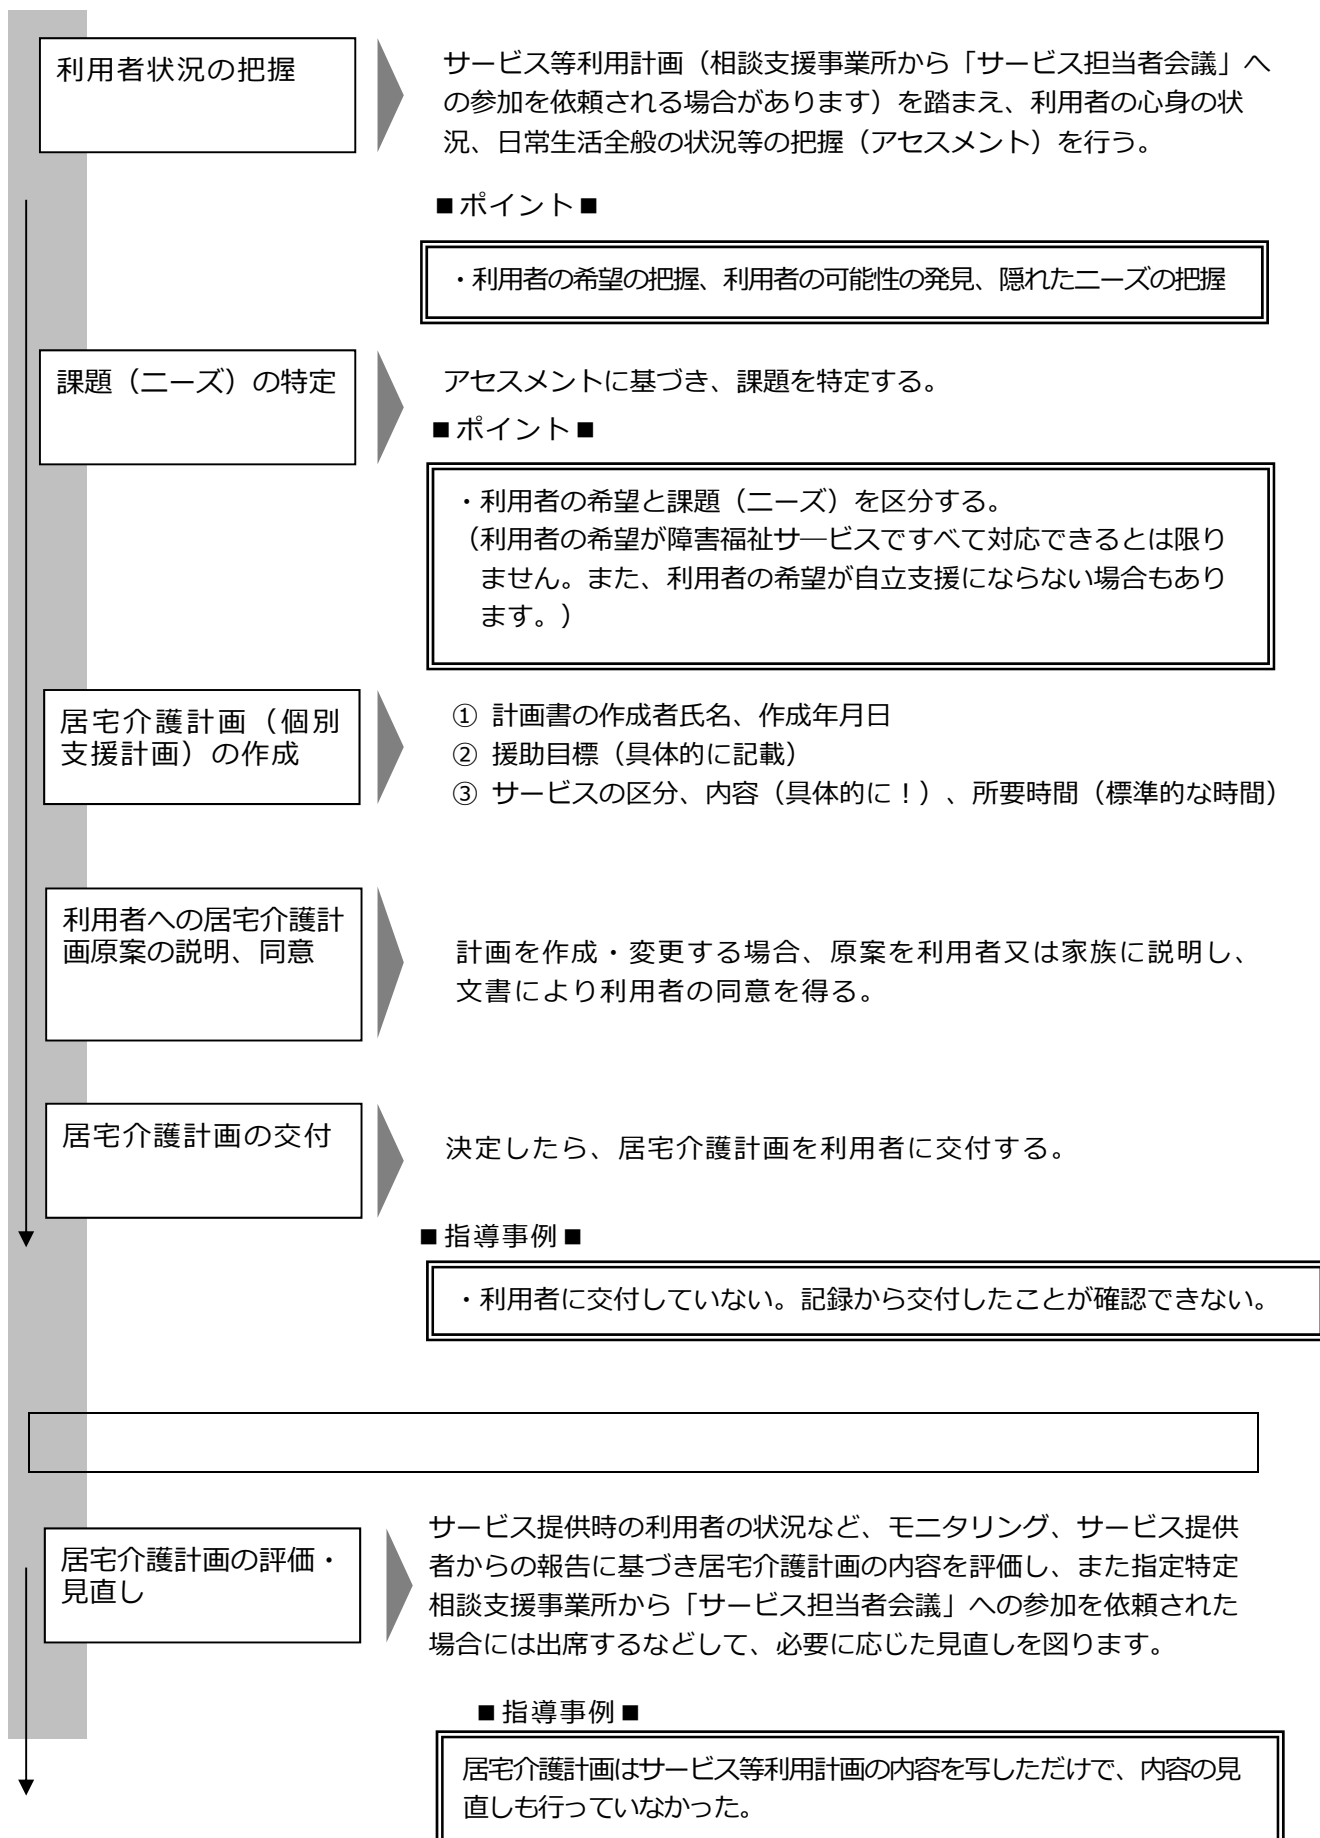 利用者状況の把握
サービス等利用計画（相談支援事業所から「サービス担当者会議」へ
の参加を依頼される場合があります）を踏まえ、利用者の心身の状
況、日常生活全般の状況等の把握（アセスメント）を行う。
■ポイント■
・利用者の希望の把握、利用者の可能性の発見、隠れたニーズの把握
課題（ニーズ）の特定
アセスメントに基づき、課題を特定する。
■ポイント■
・利用者の希望と課題（ニーズ）を区分する。
（利用者の希望が障害福祉サ―ビスですべて対応できるとは限り
ません。また、利用者の希望が自立支援にならない場合もあり
ます。）
居宅介護計画（個別
支援計画）の作成
① 計画書の作成者氏名、作成年月日
② 援助目標（具体的に記載）
③ サービスの区分、内容（具体的に！）、所要時間（標準的な時間）
利用者への居宅介護計
画原案の説明、同意
計画を作成・変更する場合、原案を利用者又は家族に説明し、
文書により利用者の同意を得る。
居宅介護計画の交付
決定したら、居宅介護計画を利用者に交付する。
■指導事例■
・利用者に交付していない。記録から交付したことが確認できない。
居宅介護計画の評価・
見直し
サービス提供時の利用者の状況など、モニタリング、サービス提供
者からの報告に基づき居宅介護計画の内容を評価し、また指定特定
相談支援事業所から「サービス担当者会議」への参加を依頼された
場合には出席するなどして、必要に応じた見直しを図ります。
■指導事例■
居宅介護計画はサービス等利用計画の内容を写しただけで、内容の見
直しも行っていなかった。